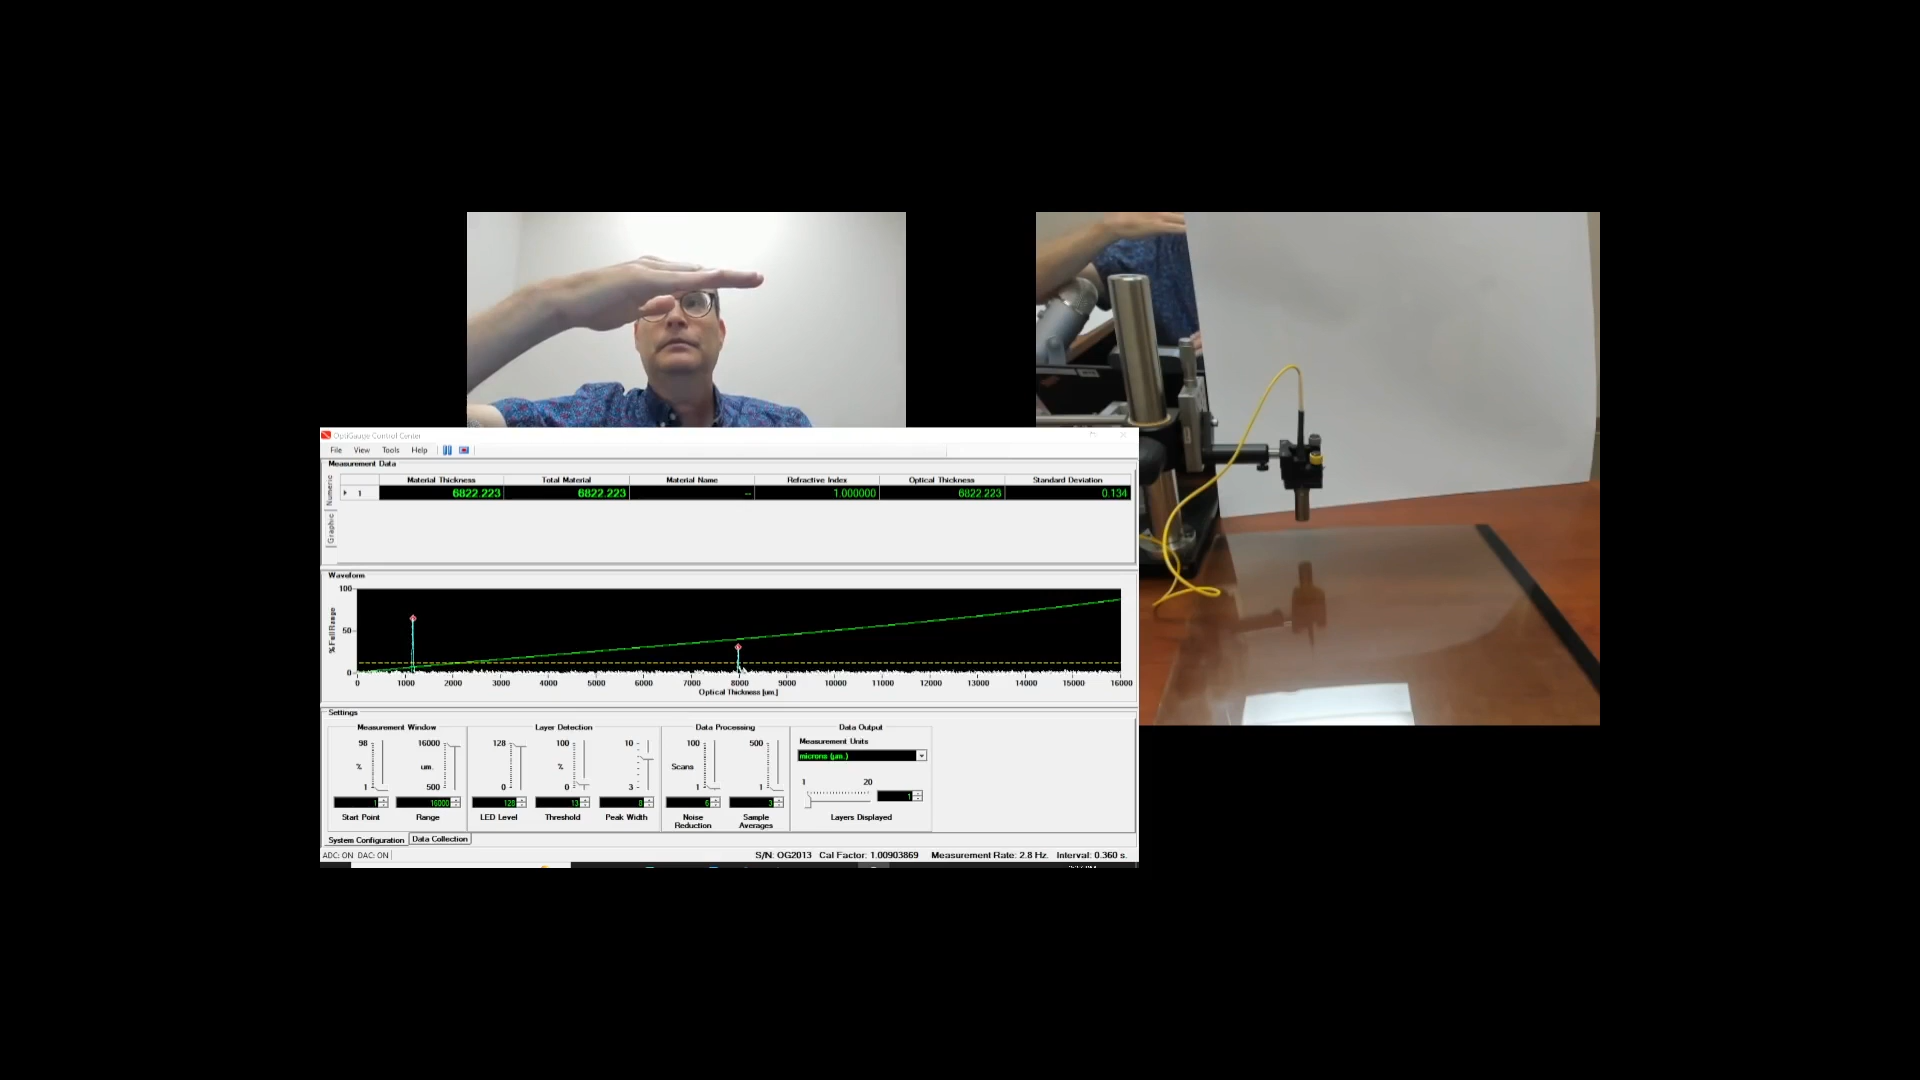 OptiGauge Control Center
File View Tools Help
Measurement Data
Numeric
Graphic
Material Thickness Total Material Material Name Refractive Index Optical Thickness Standard Deviation
1 6822.223 6822.223 -- 1.000000 6822.223 0.134
Waveform
% Full Range
100
50
0
0 1000 2000 3000 4000 5000 6000 7000 8000 9000 10000 11000 12000 13000 14000 15000 16000
Optical Thickness [um.]
Settings
Measurement Window Layer Detection Data Processing Data Output
Measurement Units
98 16000 128 100 10 100 500
microns (µm.)
% um. % Scans
1 20
1 500 0 0 3 1 1
1 16000 128 13 8 6 3 1
Start Point Range LED Level Threshold Peak Width Noise Reduction Sample Averages Layers Displayed
System Configuration Data Collection
ADC: ON DAC: ON S/N: OG2013 Cal Factor: 1.00903869 Measurement Rate: 2.8 Hz. Interval: 0.360 s.